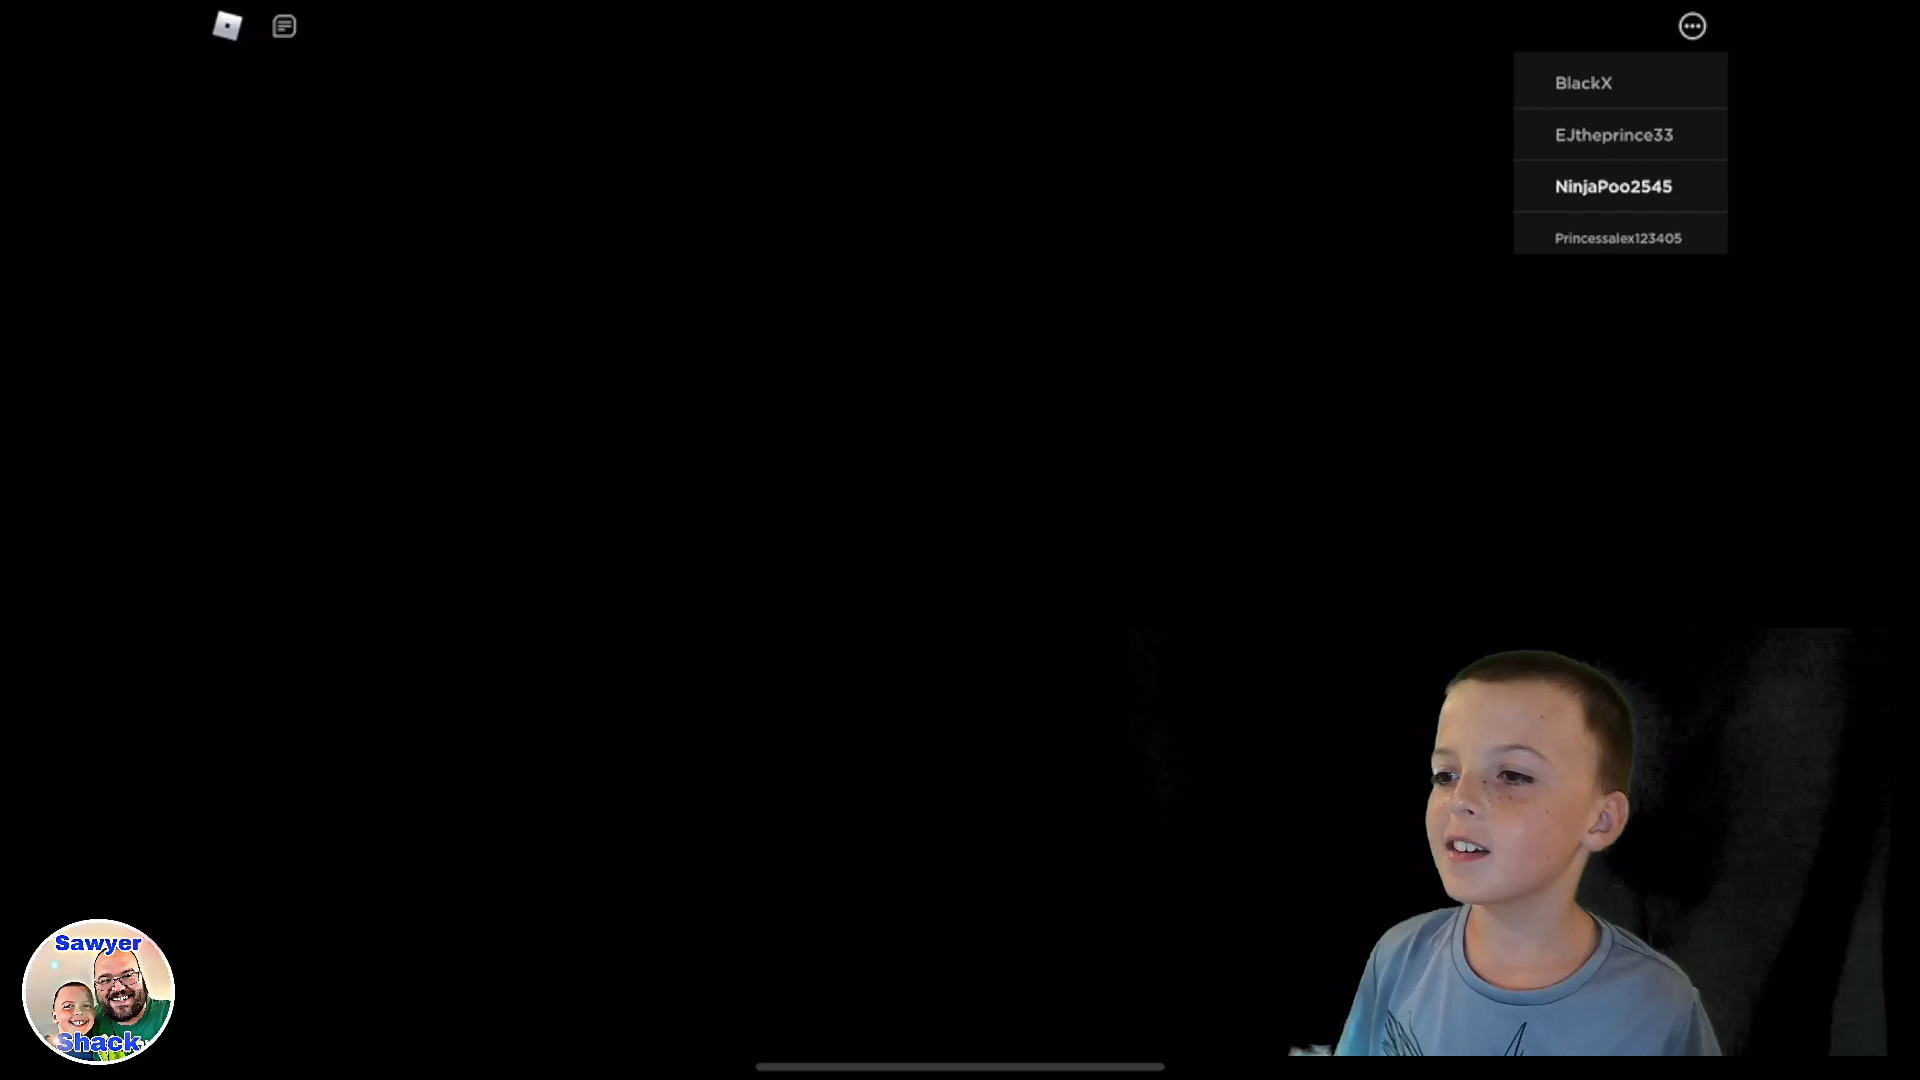 BlackX
EJtheprince33
NinjaPoo2545
Princessalex123405
Sawyer
Shack